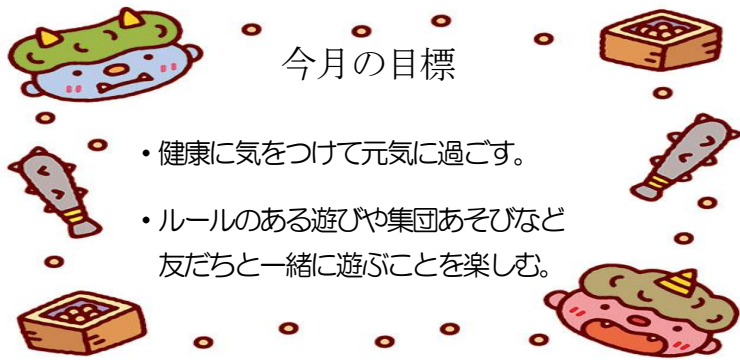 今月の目標
・健康に気をつけて元気に過ごす。
・ルールのある遊びや集団あそびなど
友だちと一緒に遊ぶことを楽しむ。